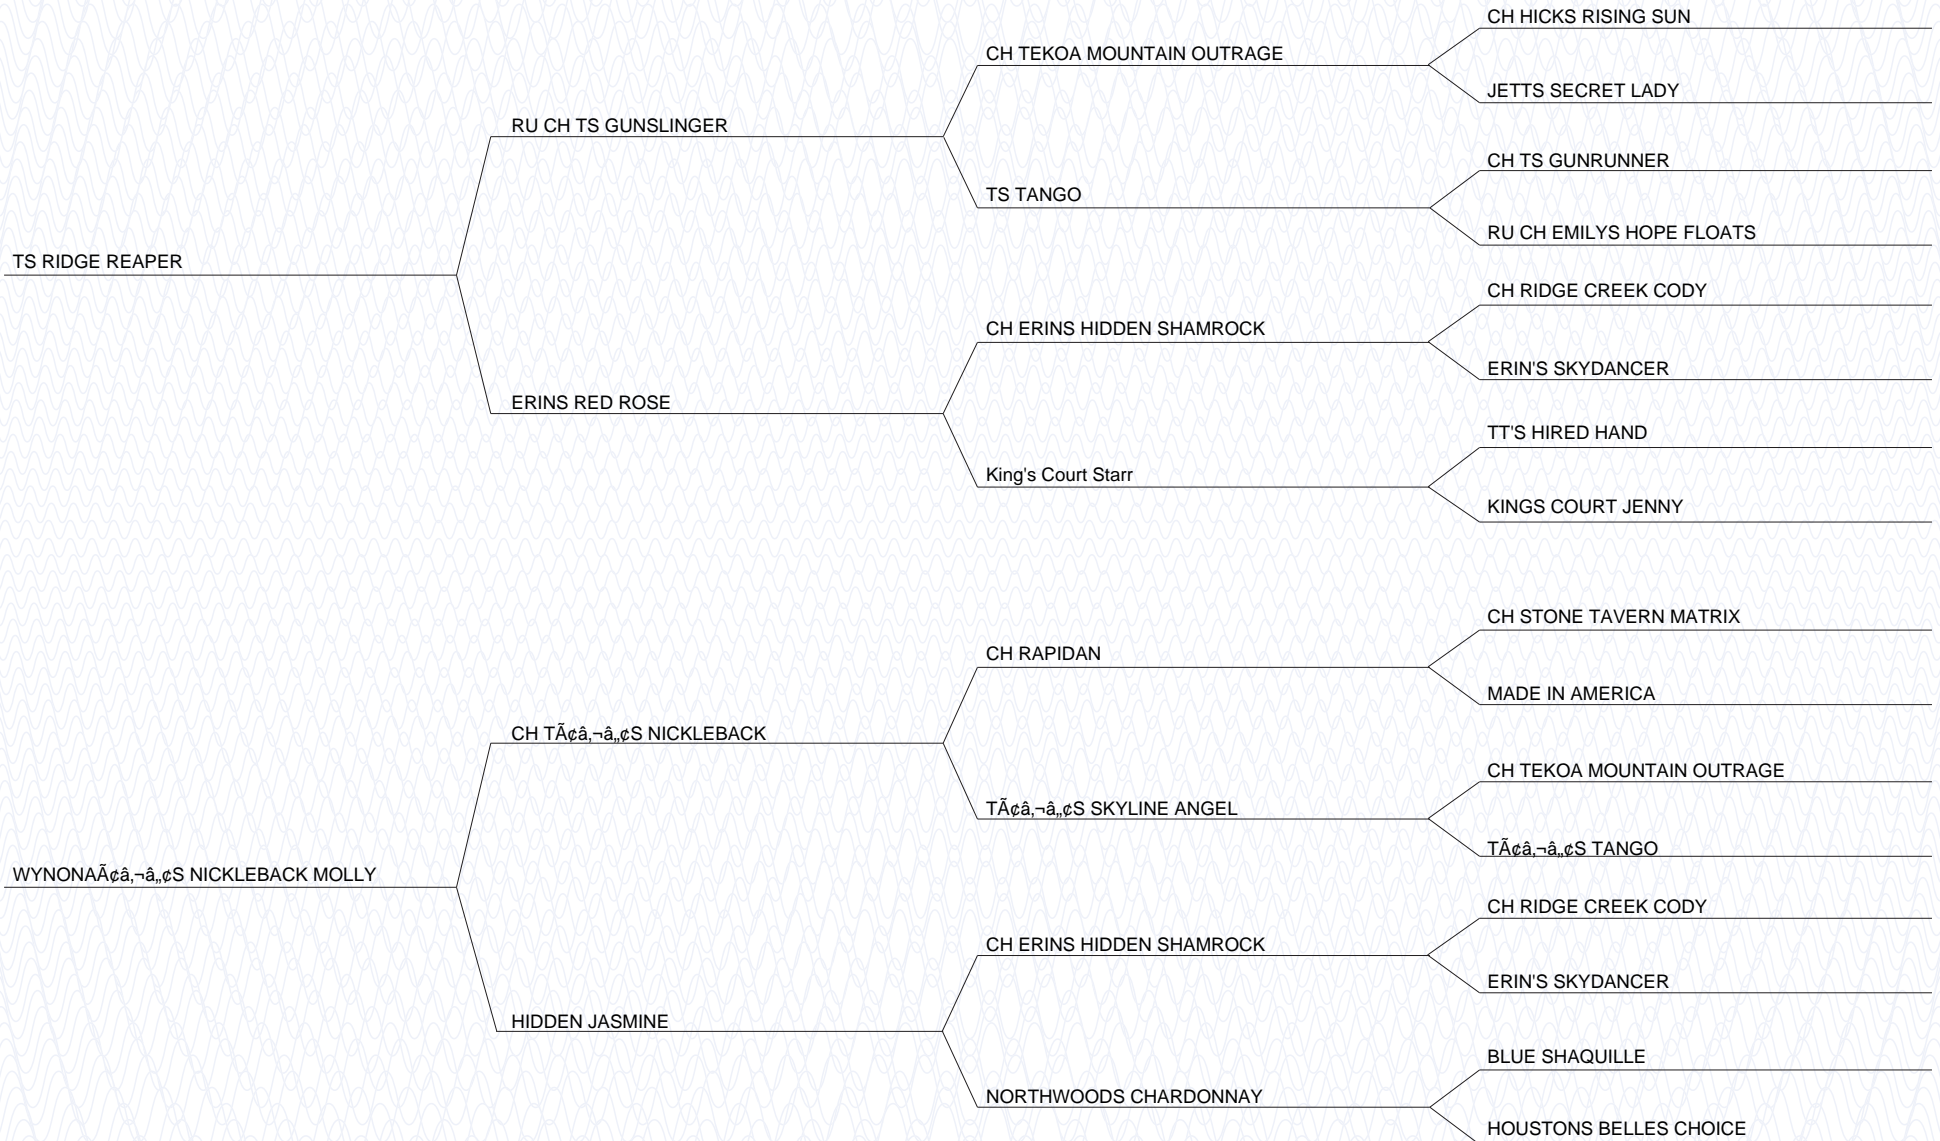 CH HICKS RISING SUN
CH TEKOA MOUNTAIN OUTRAGE
JETTS SECRET LADY
RU CH TS GUNSLINGER
CH TS GUNRUNNER
TS TANGO
RU CH EMILYS HOPE FLOATS
TS RIDGE REAPER
CH RIDGE CREEK CODY
CH ERINS HIDDEN SHAMROCK
ERIN'S SKYDANCER
ERINS RED ROSE
TT'S HIRED HAND
King's Court Starr
KINGS COURT JENNY
CH STONE TAVERN MATRIX
CH RAPIDAN
MADE IN AMERICA
CH TÃ¢â‚¬â„¢S NICKLEBACK
CH TEKOA MOUNTAIN OUTRAGE
TÃ¢â‚¬â„¢S SKYLINE ANGEL
TÃ¢â‚¬â„¢S TANGO
WYNONAÃ¢â‚¬â„¢S NICKLEBACK MOLLY
CH RIDGE CREEK CODY
CH ERINS HIDDEN SHAMROCK
ERIN'S SKYDANCER
HIDDEN JASMINE
BLUE SHAQUILLE
NORTHWOODS CHARDONNAY
HOUSTONS BELLES CHOICE